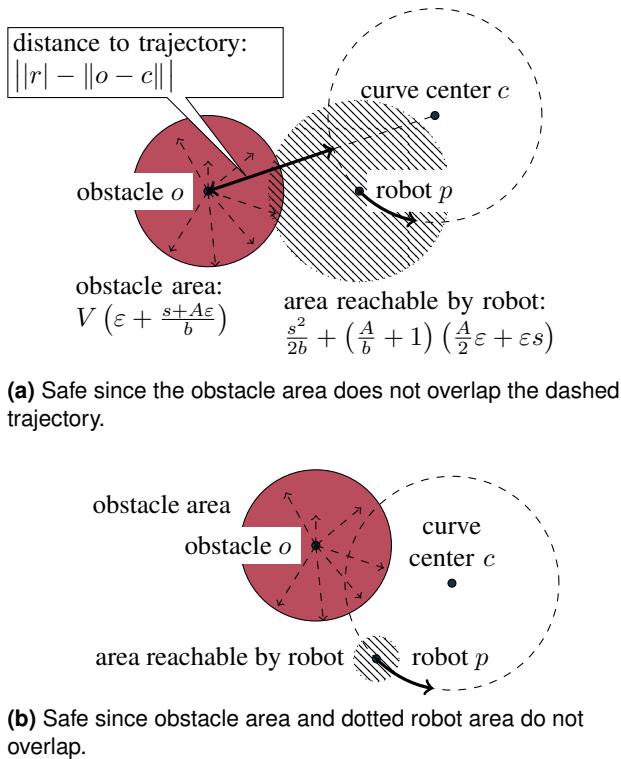 distance to trajectory:
||r| − ‖o − c‖|
curve center c
obstacle o
robot p
obstacle area:
V (ε + (s+Aε)/b)
area reachable by robot:
s²/2b + (A/b + 1) (A/2 ε + εs)
(a) Safe since the obstacle area does not overlap the dashed
trajectory.
obstacle area
curve
center c
obstacle o
area reachable by robot
robot p
(b) Safe since obstacle area and dotted robot area do not
overlap.